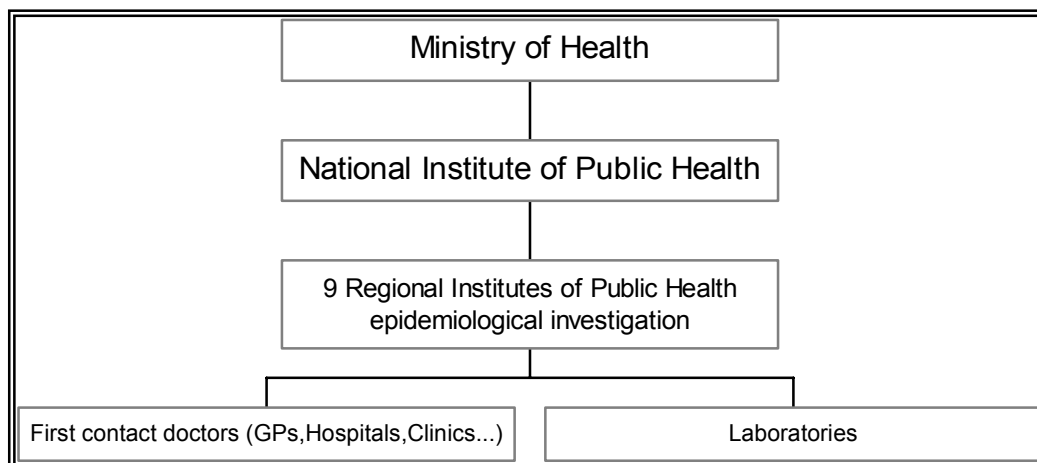 Ministry of Health
National Institute of Public Health
9 Regional Institutes of Public Health
epidemiological investigation
First contact doctors (GPs,Hospitals,Clinics...)
Laboratories